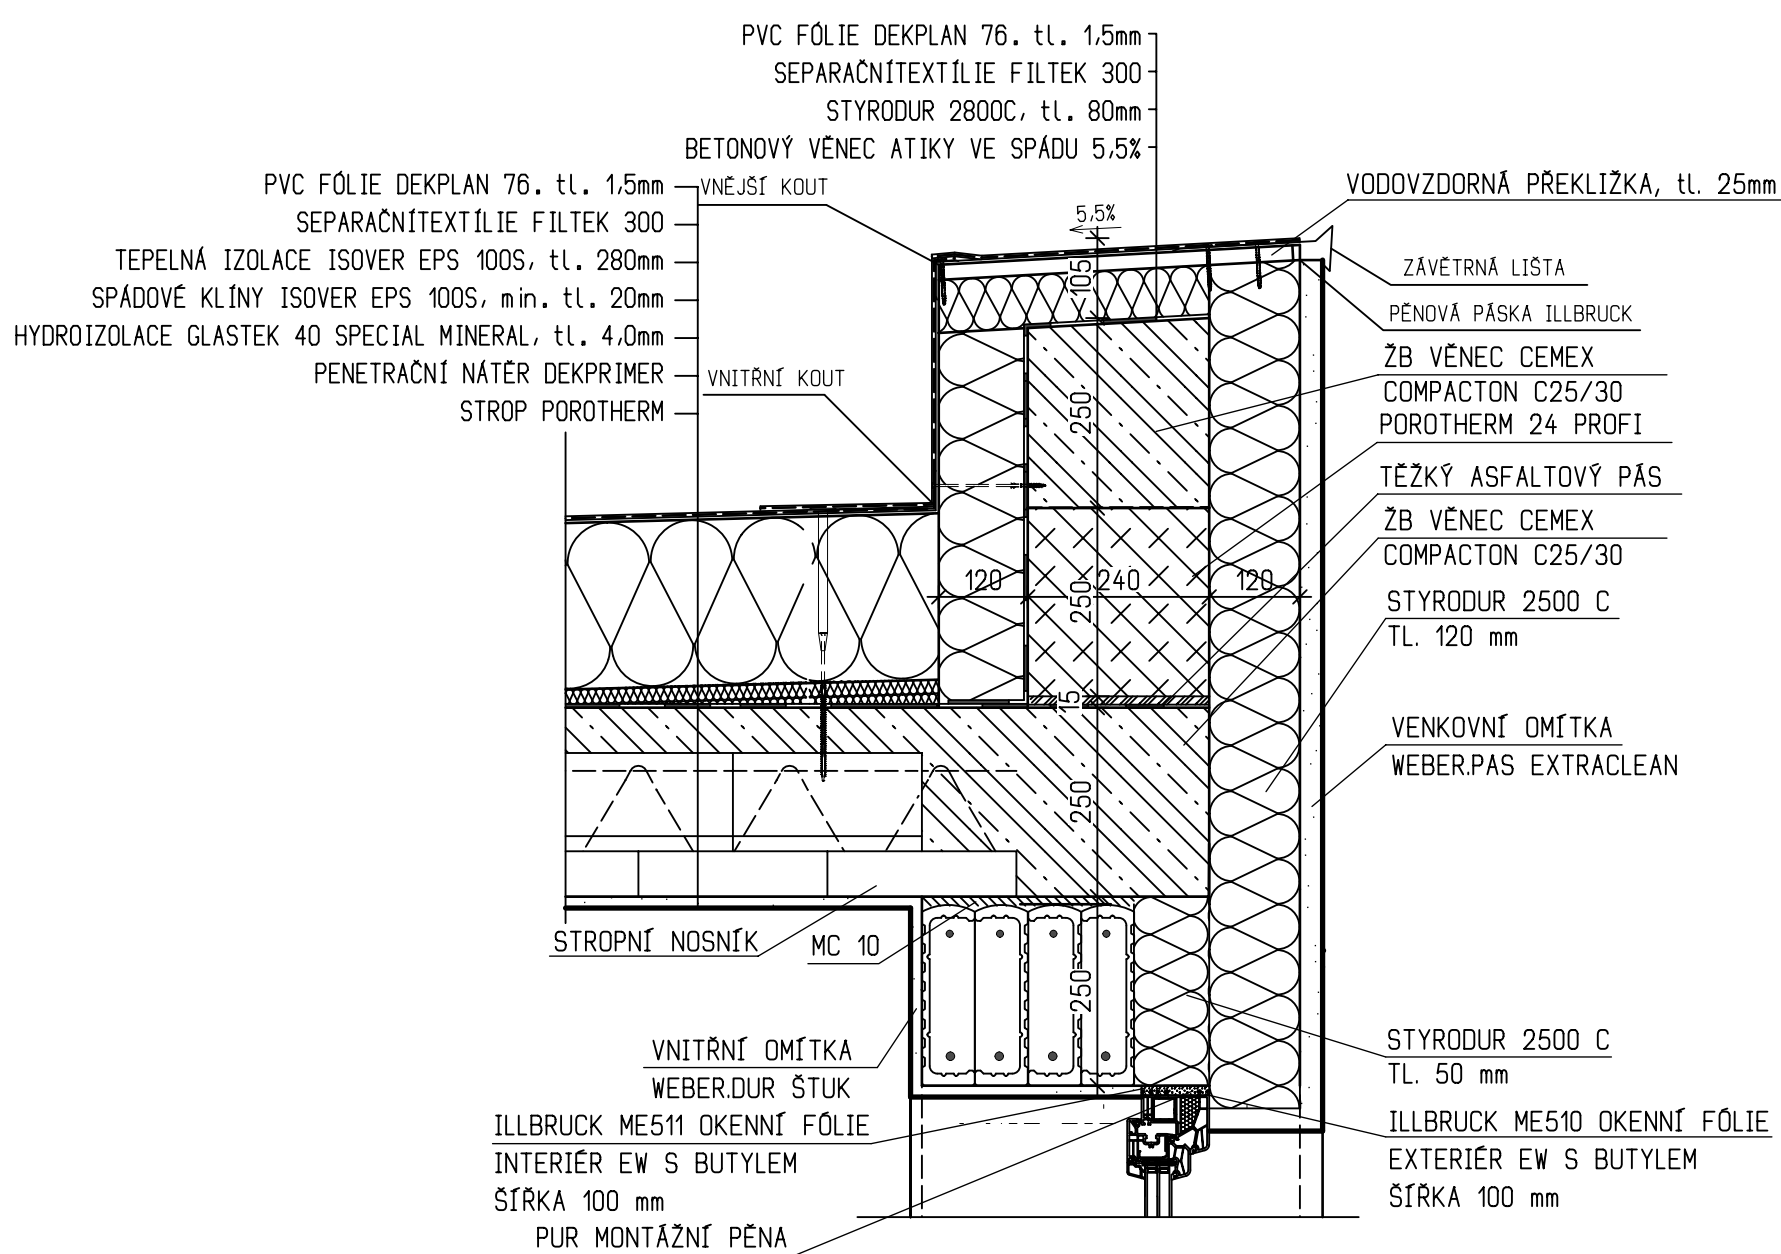 PVC FÓLIE DEKPLAN 76. tl. 1,5mm
SEPARAČNÍTEXTÍLIE FILTEK 300
STYRODUR 2800C, tl. 80mm
BETONOVÝ VĚNEC ATIKY VE SPÁDU 5,5%
PVC FÓLIE DEKPLAN 76. tl. 1,5mm
SEPARAČNÍTEXTÍLIE FILTEK 300
TEPELNÁ IZOLACE ISOVER EPS 100S, tl. 280mm
SPÁDOVÉ KLÍNY ISOVER EPS 100S, min. tl. 20mm
HYDROIZOLACE GLASTEK 40 SPECIAL MINERAL, tl. 4,0mm
PENETRAČNÍ NÁTĚR DEKPRIMER
STROP POROTHERM
VNĚJŠÍ KOUT
VNITŘNÍ KOUT
5,5%
105
250
250
15
250
250
120
240
120
VODOVZDORNÁ PŘEKLIŽKA, tl. 25mm
ZÁVĚTRNÁ LIŠTA
PĚNOVÁ PÁSKA ILLBRUCK
ŽB VĚNEC CEMEX
COMPACTON C25/30
POROTHERM 24 PROFI
TĚŽKÝ ASFALTOVÝ PÁS
ŽB VĚNEC CEMEX
COMPACTON C25/30
STYRODUR 2500 C
TL. 120 mm
VENKOVNÍ OMÍTKA
WEBER.PAS EXTRACLEAN
STROPNÍ NOSNÍK
MC 10
VNITŘNÍ OMÍTKA
WEBER.DUR ŠTUK
ILLBRUCK ME511 OKENNÍ FÓLIE
INTERIÉR EW S BUTYLEM
ŠÍŘKA 100 mm
PUR MONTÁŽNÍ PĚNA
STYRODUR 2500 C
TL. 50 mm
ILLBRUCK ME510 OKENNÍ FÓLIE
EXTERIÉR EW S BUTYLEM
ŠÍŘKA 100 mm